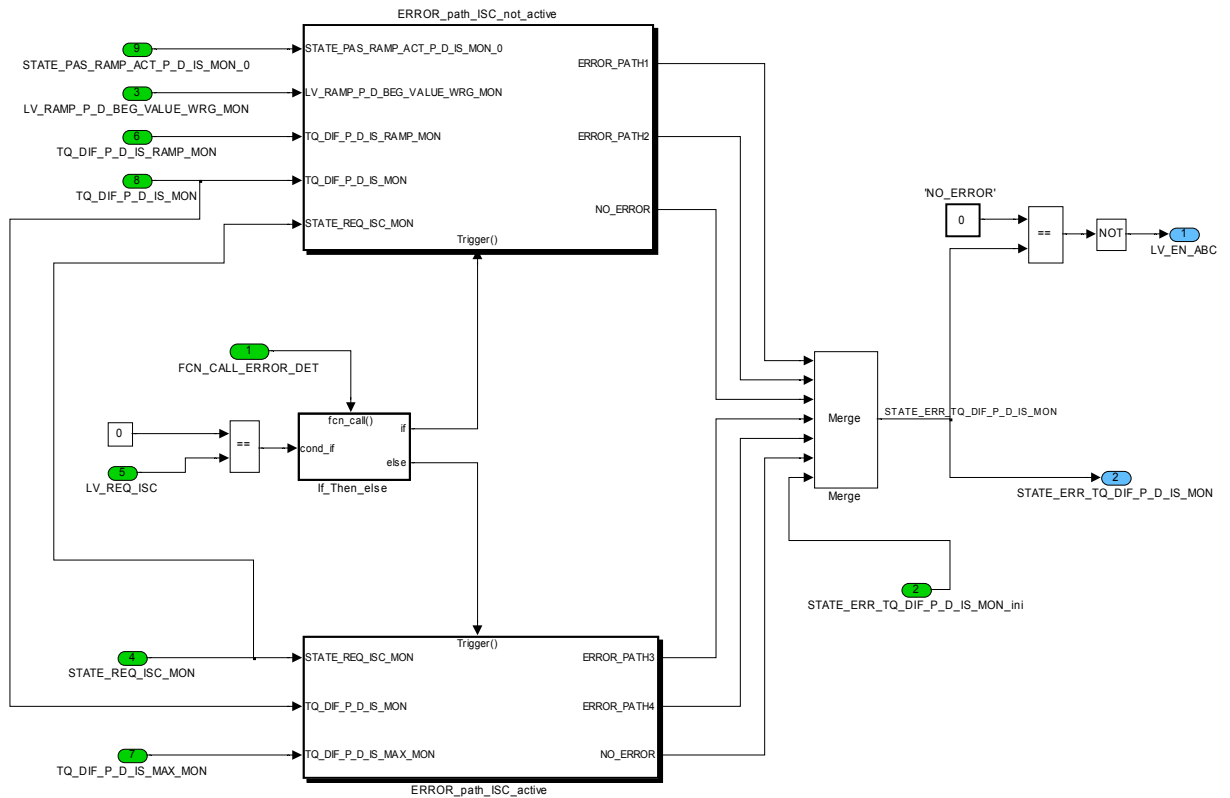 ERROR_path_ISC_not_active
9
STATE_PAS_RAMP_ACT_P_D_IS_MON_0
3
LV_RAMP_P_D_BEG_VALUE_WRG_MON
6
TQ_DIF_P_D_IS_RAMP_MON
8
TQ_DIF_P_D_IS_MON
STATE_PAS_RAMP_ACT_P_D_IS_MON_0
LV_RAMP_P_D_BEG_VALUE_WRG_MON
TQ_DIF_P_D_IS_RAMP_MON
TQ_DIF_P_D_IS_MON
STATE_REQ_ISC_MON
ERROR_PATH1
ERROR_PATH2
NO_ERROR
Trigger()
'NO_ERROR'
0
==
NOT
1
LV_EN_ABC
1
FCN_CALL_ERROR_DET
0
==
5
LV_REQ_ISC
fcn_call()
cond_if
if
else
If_Then_else
Merge
Merge
STATE_ERR_TQ_DIF_P_D_IS_MON
2
STATE_ERR_TQ_DIF_P_D_IS_MON
2
STATE_ERR_TQ_DIF_P_D_IS_MON_ini
4
STATE_REQ_ISC_MON
7
TQ_DIF_P_D_IS_MAX_MON
Trigger()
STATE_REQ_ISC_MON
TQ_DIF_P_D_IS_MON
TQ_DIF_P_D_IS_MAX_MON
ERROR_PATH3
ERROR_PATH4
NO_ERROR
ERROR_path_ISC_active